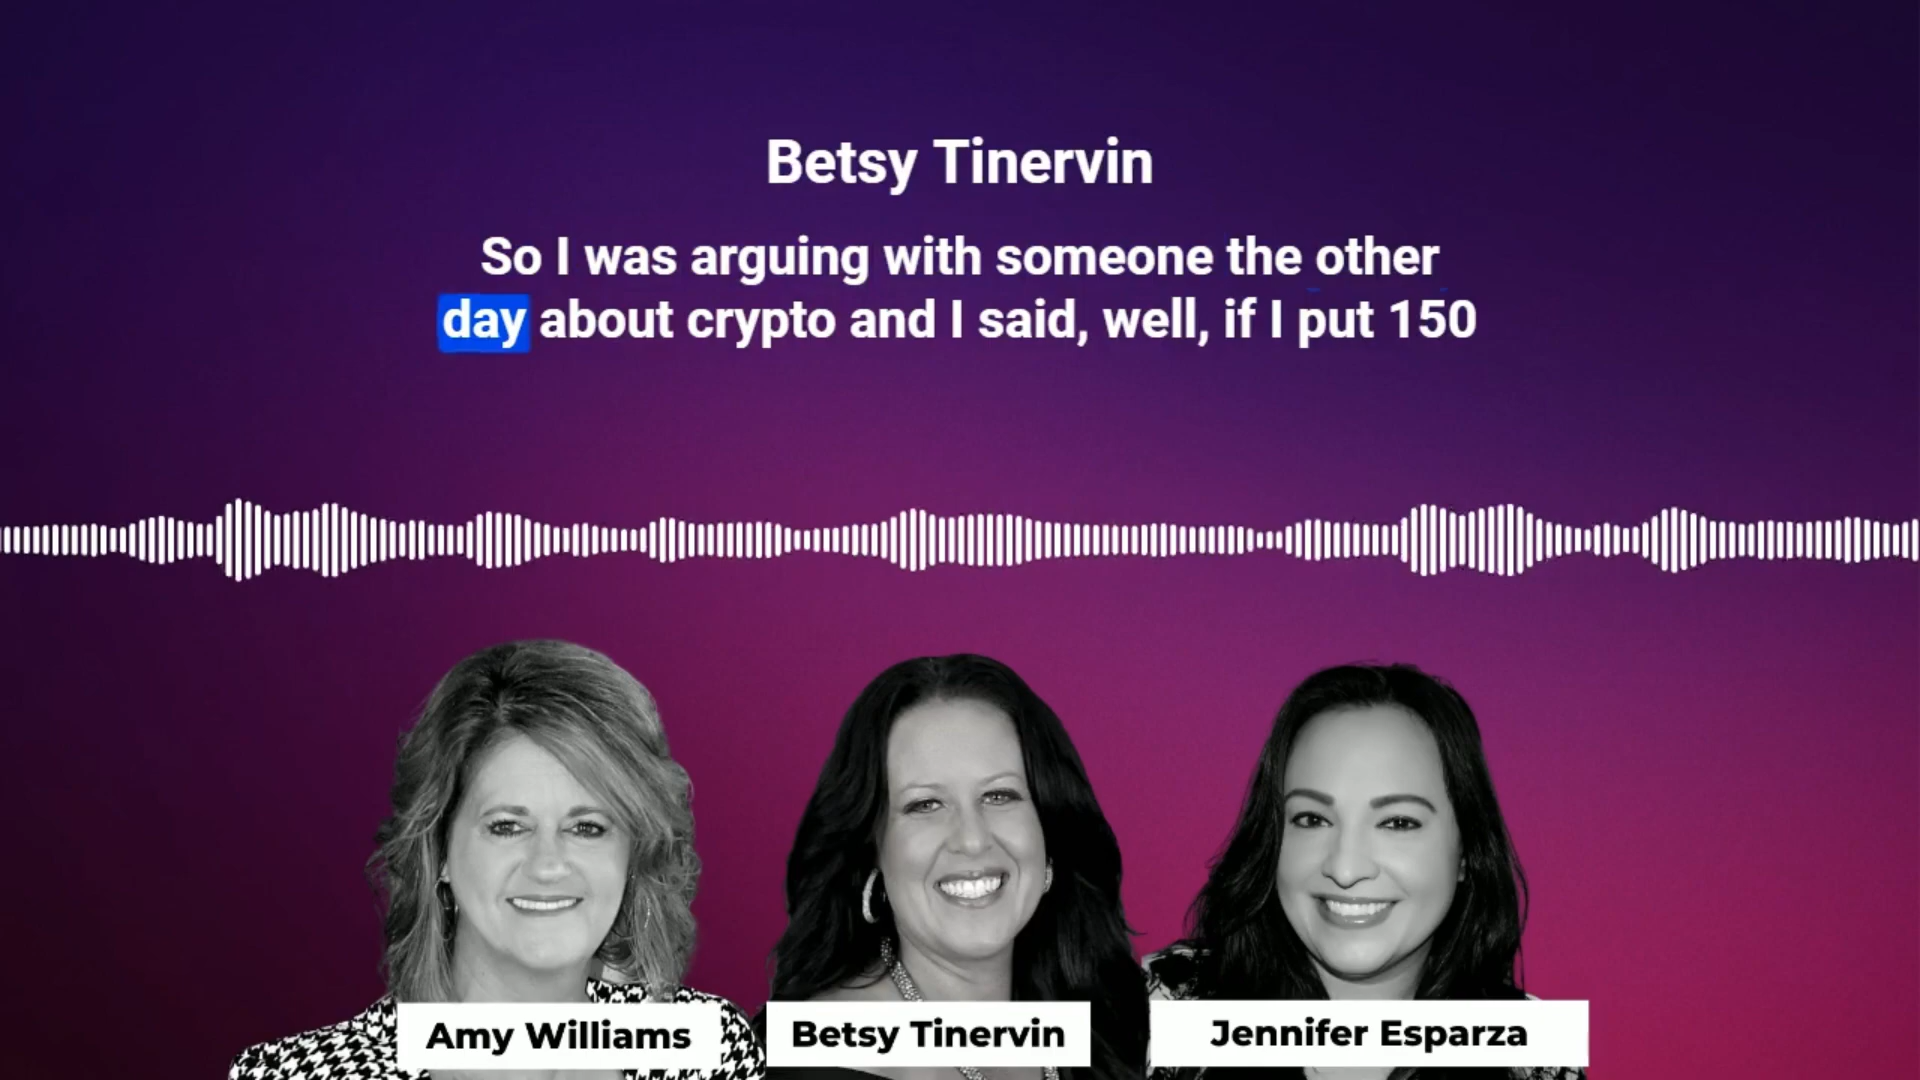 Betsy Tinervin
So I was arguing with someone the other
day about crypto and I said, well, if I put 150
Amy Williams
Betsy Tinervin
Jennifer Esparza